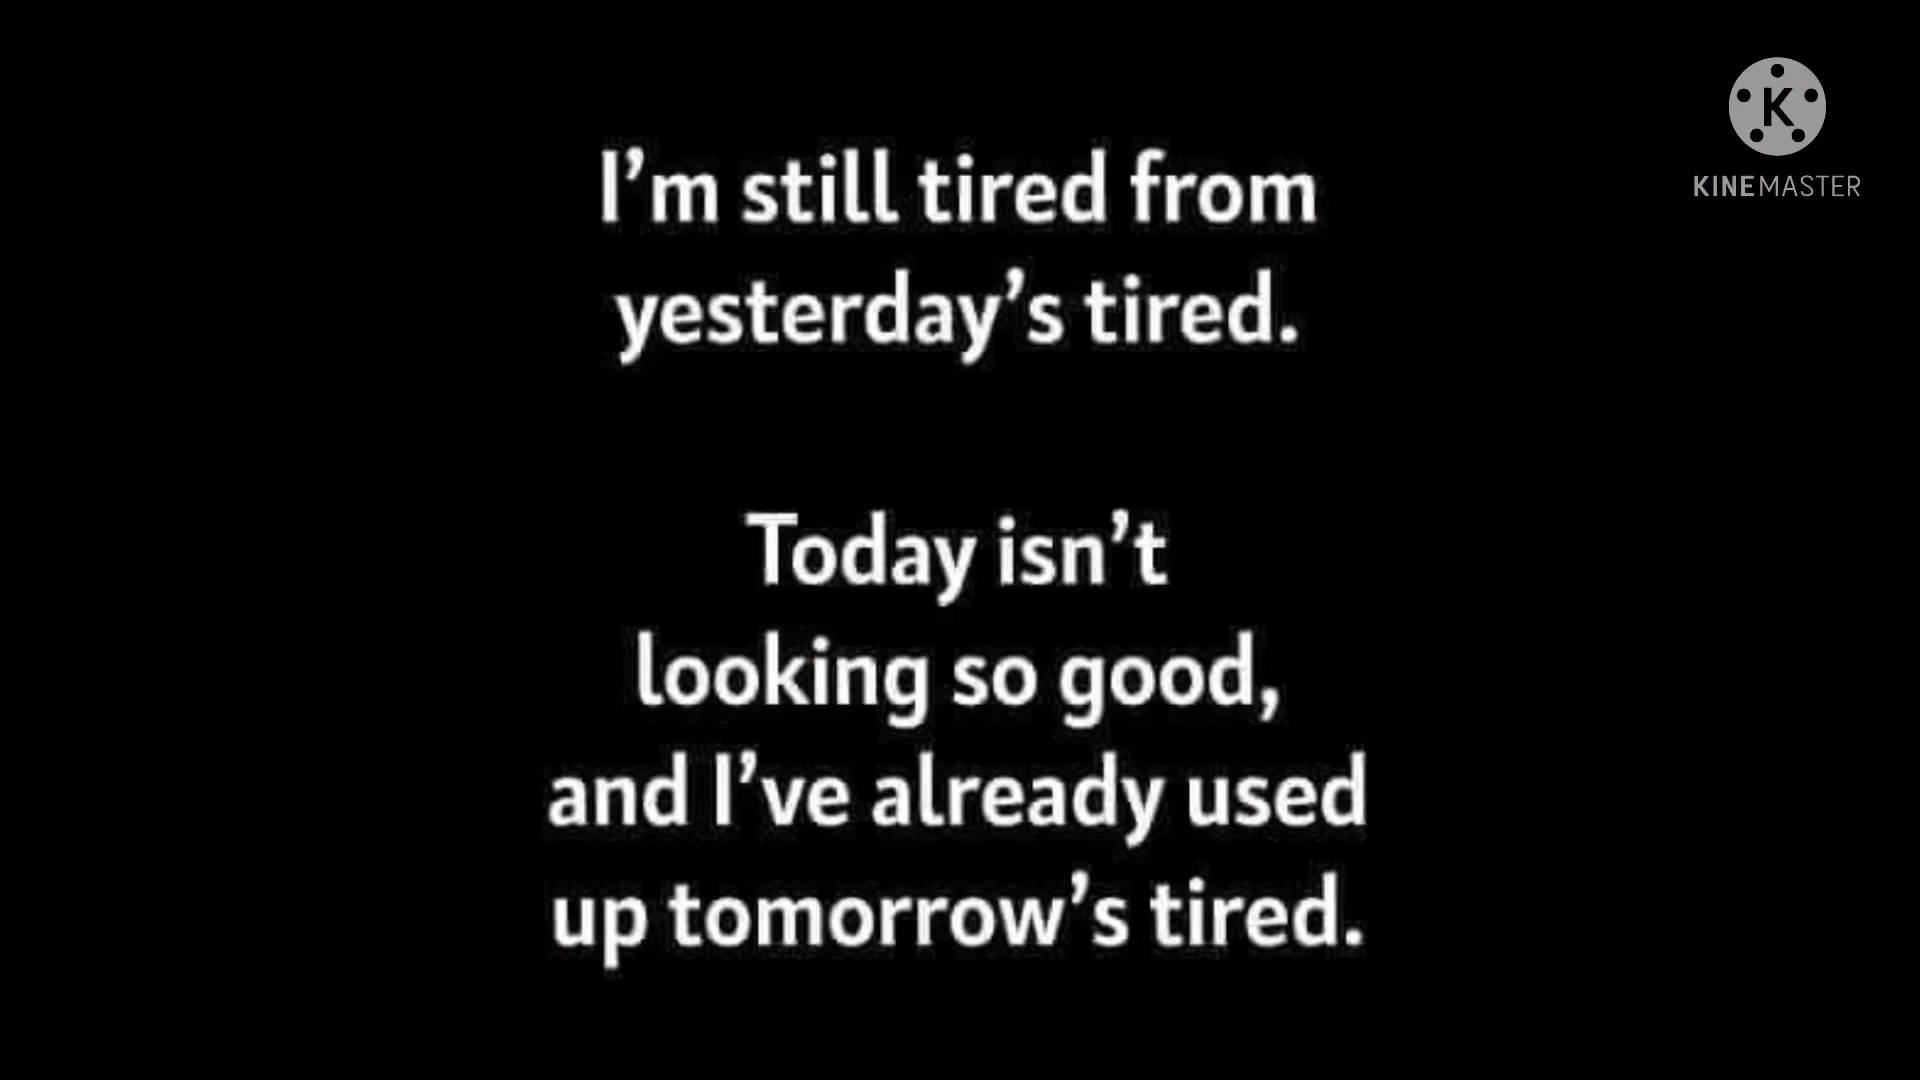 K
KINEMASTER
I’m still tired from
yesterday’s tired.
Today isn’t
looking so good,
and I’ve already used
up tomorrow’s tired.